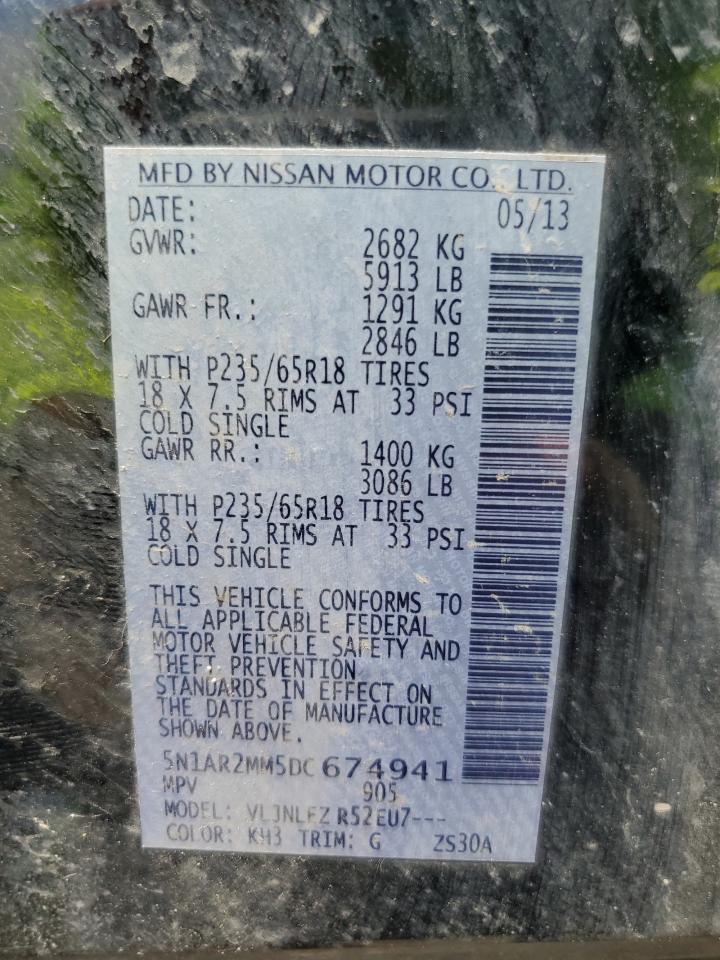 MFD BY NISSAN MOTOR CO., LTD.
DATE: 05/13
GVWR: 2682 KG
5913 LB
GAWR FR.: 1291 KG
2846 LB
WITH P235/65R18 TIRES
18 X 7.5 RIMS AT 33 PSI
COLD SINGLE
GAWR RR.: 1400 KG
3086 LB
WITH P235/65R18 TIRES
18 X 7.5 RIMS AT 33 PSI
COLD SINGLE
THIS VEHICLE CONFORMS TO
ALL APPLICABLE FEDERAL
MOTOR VEHICLE SAFETY AND
THEFT PREVENTION
STANDARDS IN EFFECT ON
THE DATE OF MANUFACTURE
SHOWN ABOVE.
5N1AR2MM5DC674941
MPV 905
MODEL: R52EU7---
COLOR: KH3 TRIM: G ZS30A